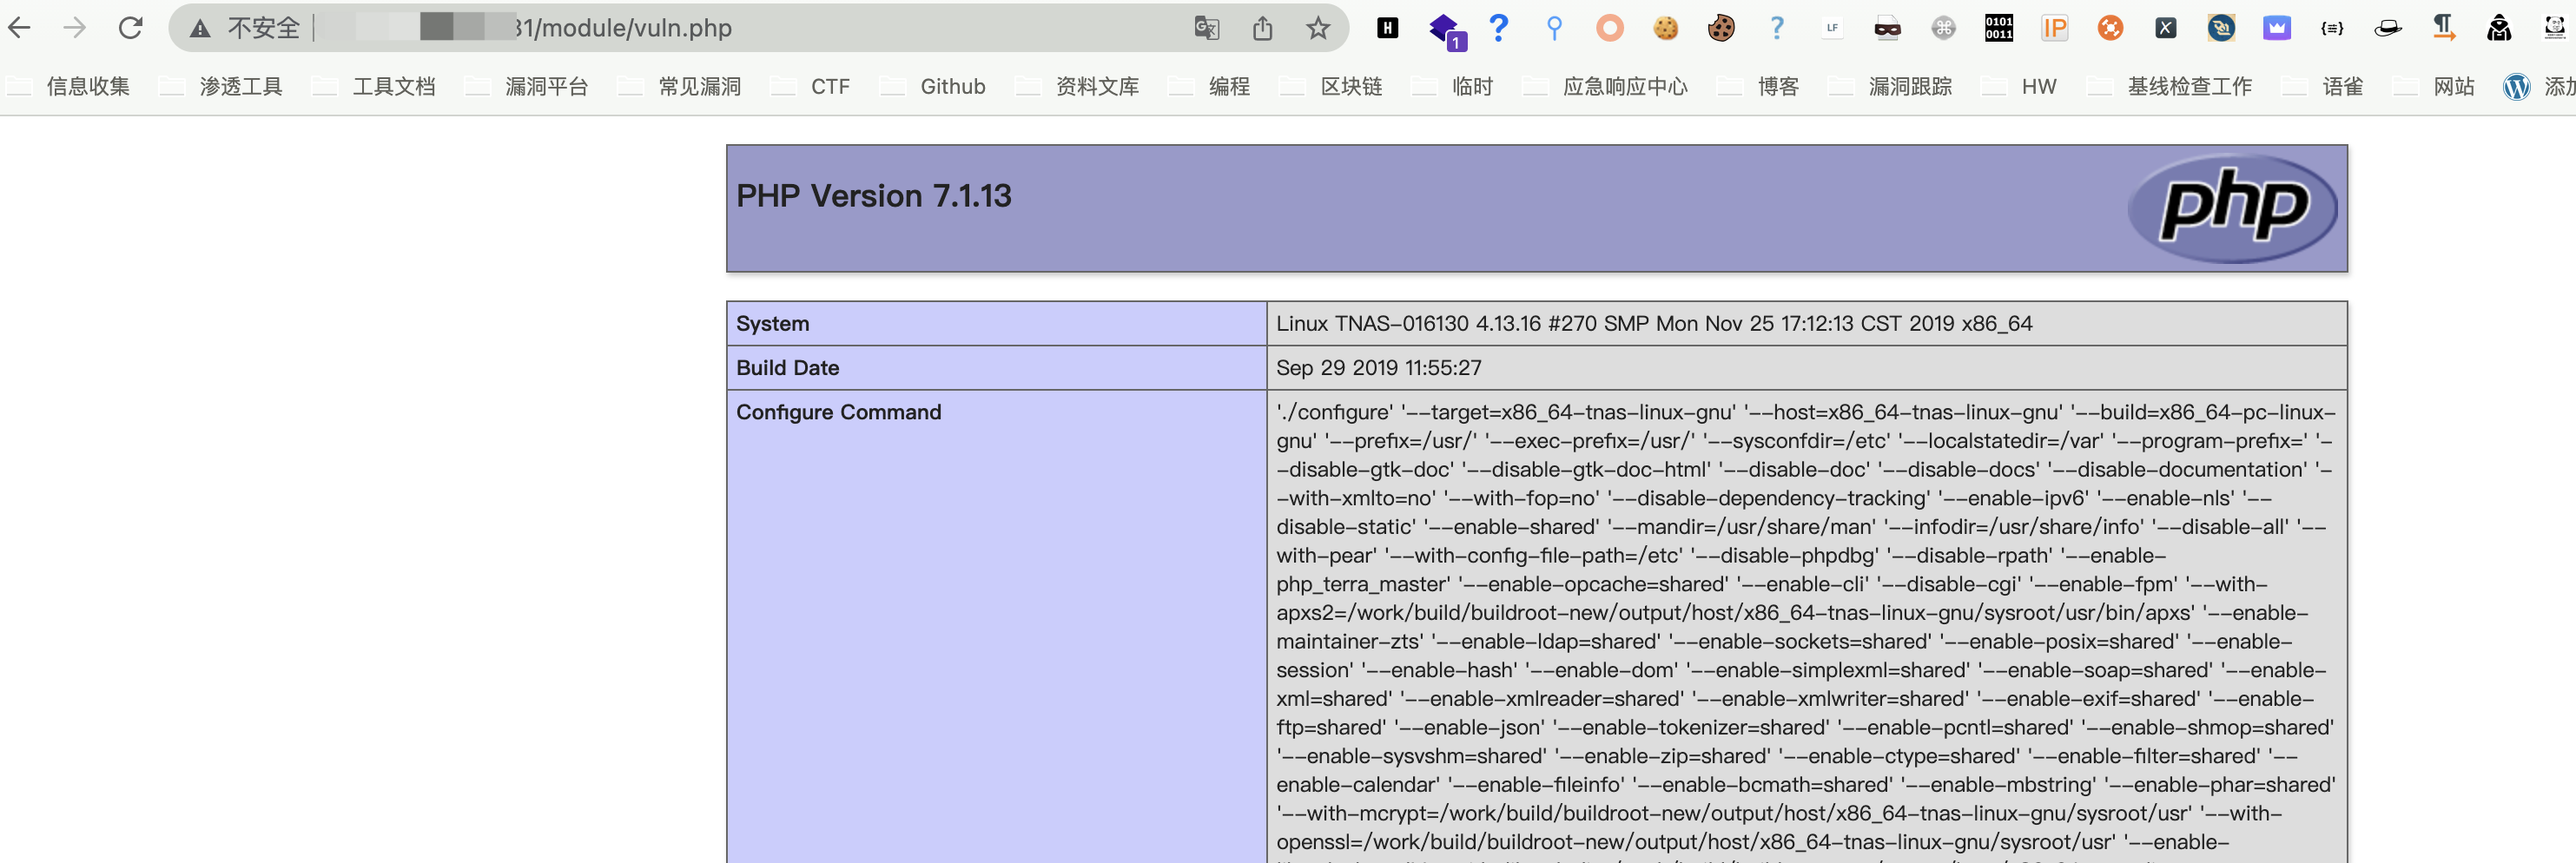 不安全 31/module/vuln.php
1
LF
0101
0011
IP
信息收集 渗透工具 工具文档 漏洞平台 常见漏洞 CTF Github 资料文库 编程 区块链 临时 应急响应中心 博客 漏洞跟踪 HW 基线检查工作 语雀 网站
PHP Version 7.1.13
php
System Linux TNAS-016130 4.13.16 #270 SMP Mon Nov 25 17:12:13 CST 2019 x86_64
Build Date Sep 29 2019 11:55:27
Configure Command './configure' '--target=x86_64-tnas-linux-gnu' '--host=x86_64-tnas-linux-gnu' '--build=x86_64-pc-linux-
gnu' '--prefix=/usr/' '--exec-prefix=/usr/' '--sysconfdir=/etc' '--localstatedir=/var' '--program-prefix=' '-
-disable-gtk-doc' '--disable-gtk-doc-html' '--disable-doc' '--disable-docs' '--disable-documentation' '-
-with-xmlto=no' '--with-fop=no' '--disable-dependency-tracking' '--enable-ipv6' '--enable-nls' '--
disable-static' '--enable-shared' '--mandir=/usr/share/man' '--infodir=/usr/share/info' '--disable-all' '--
with-pear' '--with-config-file-path=/etc' '--disable-phpdbg' '--disable-rpath' '--enable-
php_terra_master' '--enable-opcache=shared' '--enable-cli' '--disable-cgi' '--enable-fpm' '--with-
apxs2=/work/build/buildroot-new/output/host/x86_64-tnas-linux-gnu/sysroot/usr/bin/apxs' '--enable-
maintainer-zts' '--enable-ldap=shared' '--enable-sockets=shared' '--enable-posix=shared' '--enable-
session' '--enable-hash' '--enable-dom' '--enable-simplexml=shared' '--enable-soap=shared' '--enable-
xml=shared' '--enable-xmlreader=shared' '--enable-xmlwriter=shared' '--enable-exif=shared' '--enable-
ftp=shared' '--enable-json' '--enable-tokenizer=shared' '--enable-pcntl=shared' '--enable-shmop=shared'
'--enable-sysvshm=shared' '--enable-zip=shared' '--enable-ctype=shared' '--enable-filter=shared' '--
enable-calendar' '--enable-fileinfo' '--enable-bcmath' '--enable-mbstring' '--enable-phar=shared'
'--with-mcrypt=/work/build/buildroot-new/output/host/x86_64-tnas-linux-gnu/sysroot/usr' '--with-
openssl=/work/build/buildroot-new/output/host/x86_64-tnas-linux-gnu/sysroot/usr' '--enable-